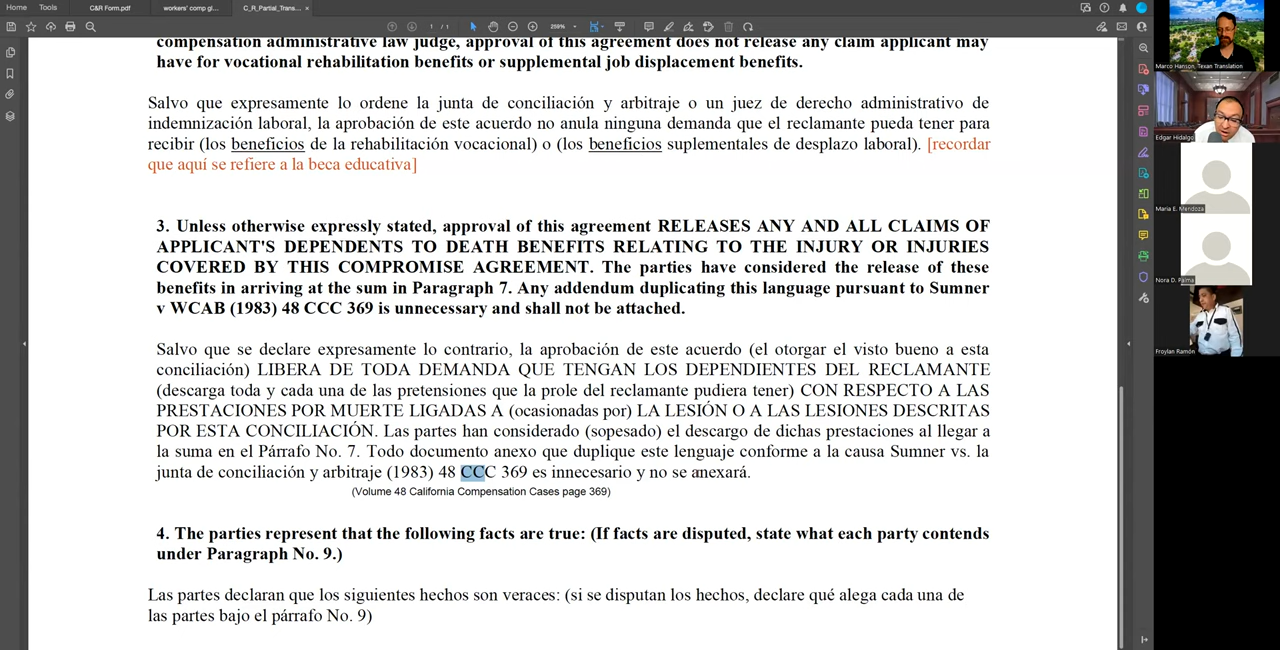 Home Tools C&R Form.pdf workers' comp gl... C_R_Partial_Trans... ×
1 / 1 258%
compensation administrative law judge, approval of this agreement does not release any claim applicant may
have for vocational rehabilitation benefits or supplemental job displacement benefits.
Salvo que expresamente lo ordene la junta de conciliación y arbitraje o un juez de derecho administrativo de
indemnización laboral, la aprobación de este acuerdo no anula ninguna demanda que el reclamante pueda tener para
recibir (los beneficios de la rehabilitación vocacional) o (los beneficios suplementales de desplazo laboral). [recordar
que aquí se refiere a la beca educativa]
3. Unless otherwise expressly stated, approval of this agreement RELEASES ANY AND ALL CLAIMS OF
APPLICANT'S DEPENDENTS TO DEATH BENEFITS RELATING TO THE INJURY OR INJURIES
COVERED BY THIS COMPROMISE AGREEMENT. The parties have considered the release of these
benefits in arriving at the sum in Paragraph 7. Any addendum duplicating this language pursuant to Sumner
v WCAB (1983) 48 CCC 369 is unnecessary and shall not be attached.
Salvo que se declare expresamente lo contrario, la aprobación de este acuerdo (el otorgar el visto bueno a esta
conciliación) LIBERA DE TODA DEMANDA QUE TENGAN LOS DEPENDIENTES DEL RECLAMANTE
(descarga toda y cada una de las pretensiones que la prole del reclamante pudiera tener) CON RESPECTO A LAS
PRESTACIONES POR MUERTE LIGADAS A (ocasionadas por) LA LESIÓN O A LAS LESIONES DESCRITAS
POR ESTA CONCILIACIÓN. Las partes han considerado (sopesado) el descargo de dichas prestaciones al llegar a
la suma en el Párrafo No. 7. Todo documento anexo que duplique este lenguaje conforme a la causa Sumner vs. la
junta de conciliación y arbitraje (1983) 48 CCC 369 es innecesario y no se anexará.
(Volume 48 California Compensation Cases page 369)
4. The parties represent that the following facts are true: (If facts are disputed, state what each party contends
under Paragraph No. 9.)
Las partes declaran que los siguientes hechos son veraces: (si se disputan los hechos, declare qué alega cada una de
las partes bajo el párrafo No. 9)
Marco Hanson, Texan Translation
Edgar Hidalgo
Maria E. Mendoza
Nora D. Palma
Froylan Ramón